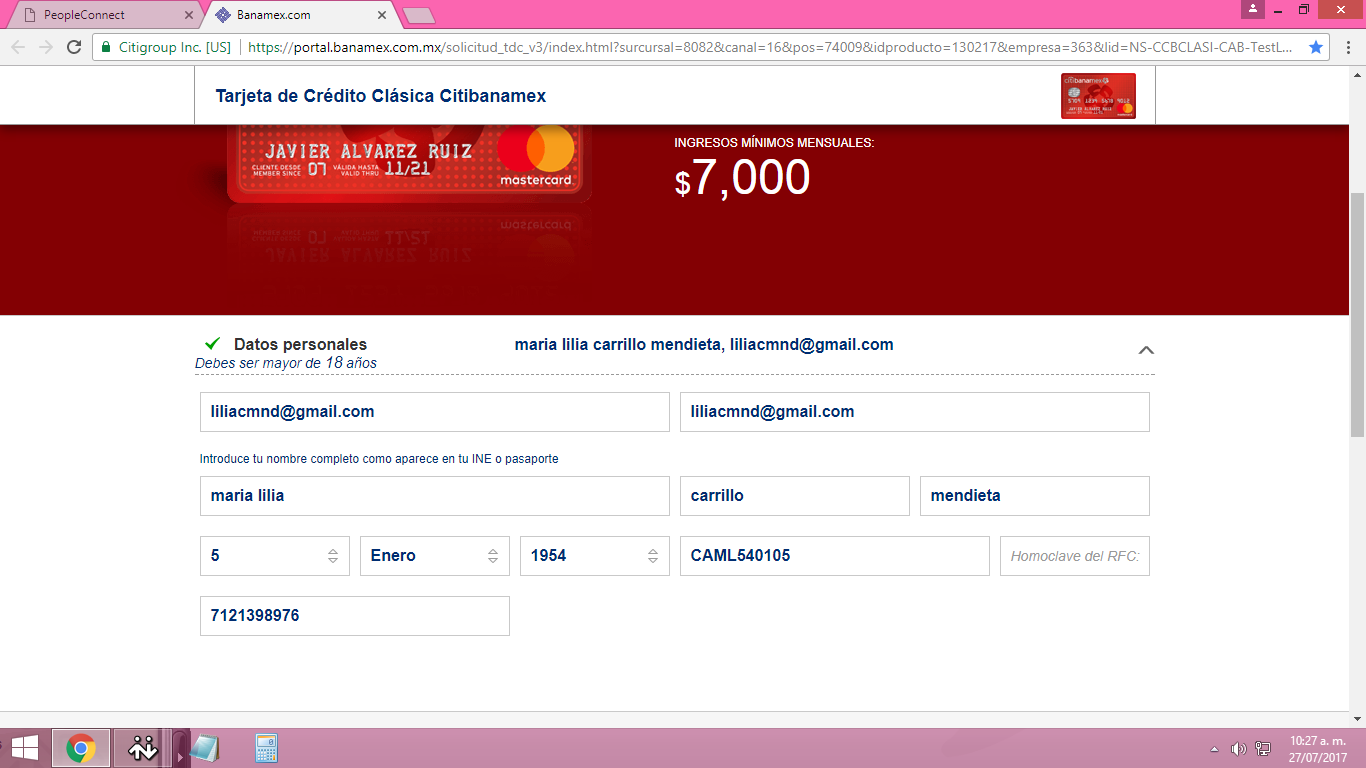 PeopleConnect
Banamex.com
Citigroup Inc. [US] https://portal.banamex.com.mx/solicitud_tdc_v3/index.html?surcursal=8082&canal=16&pos=74009&idproducto=130217&empresa=363&lid=NS-CCBCLASI-CAB-TestL...
Tarjeta de Crédito Clásica Citibanamex
citibanamex
JAVIER ALVAREZ RUIZ
CLIENTE DESDE 07 VÁLIDA HASTA 11/21
MEMBER SINCE VALID THRU
mastercard
INGRESOS MÍNIMOS MENSUALES:
$7,000
Datos personales maria lilia carrillo mendieta, liliacmnd@gmail.com
Debes ser mayor de 18 años
liliacmnd@gmail.com liliacmnd@gmail.com
Introduce tu nombre completo como aparece en tu INE o pasaporte
maria lilia carrillo mendieta
5 Enero 1954 CAML540105 Homoclave del RFC:
7121398976
10:27 a. m.
27/07/2017